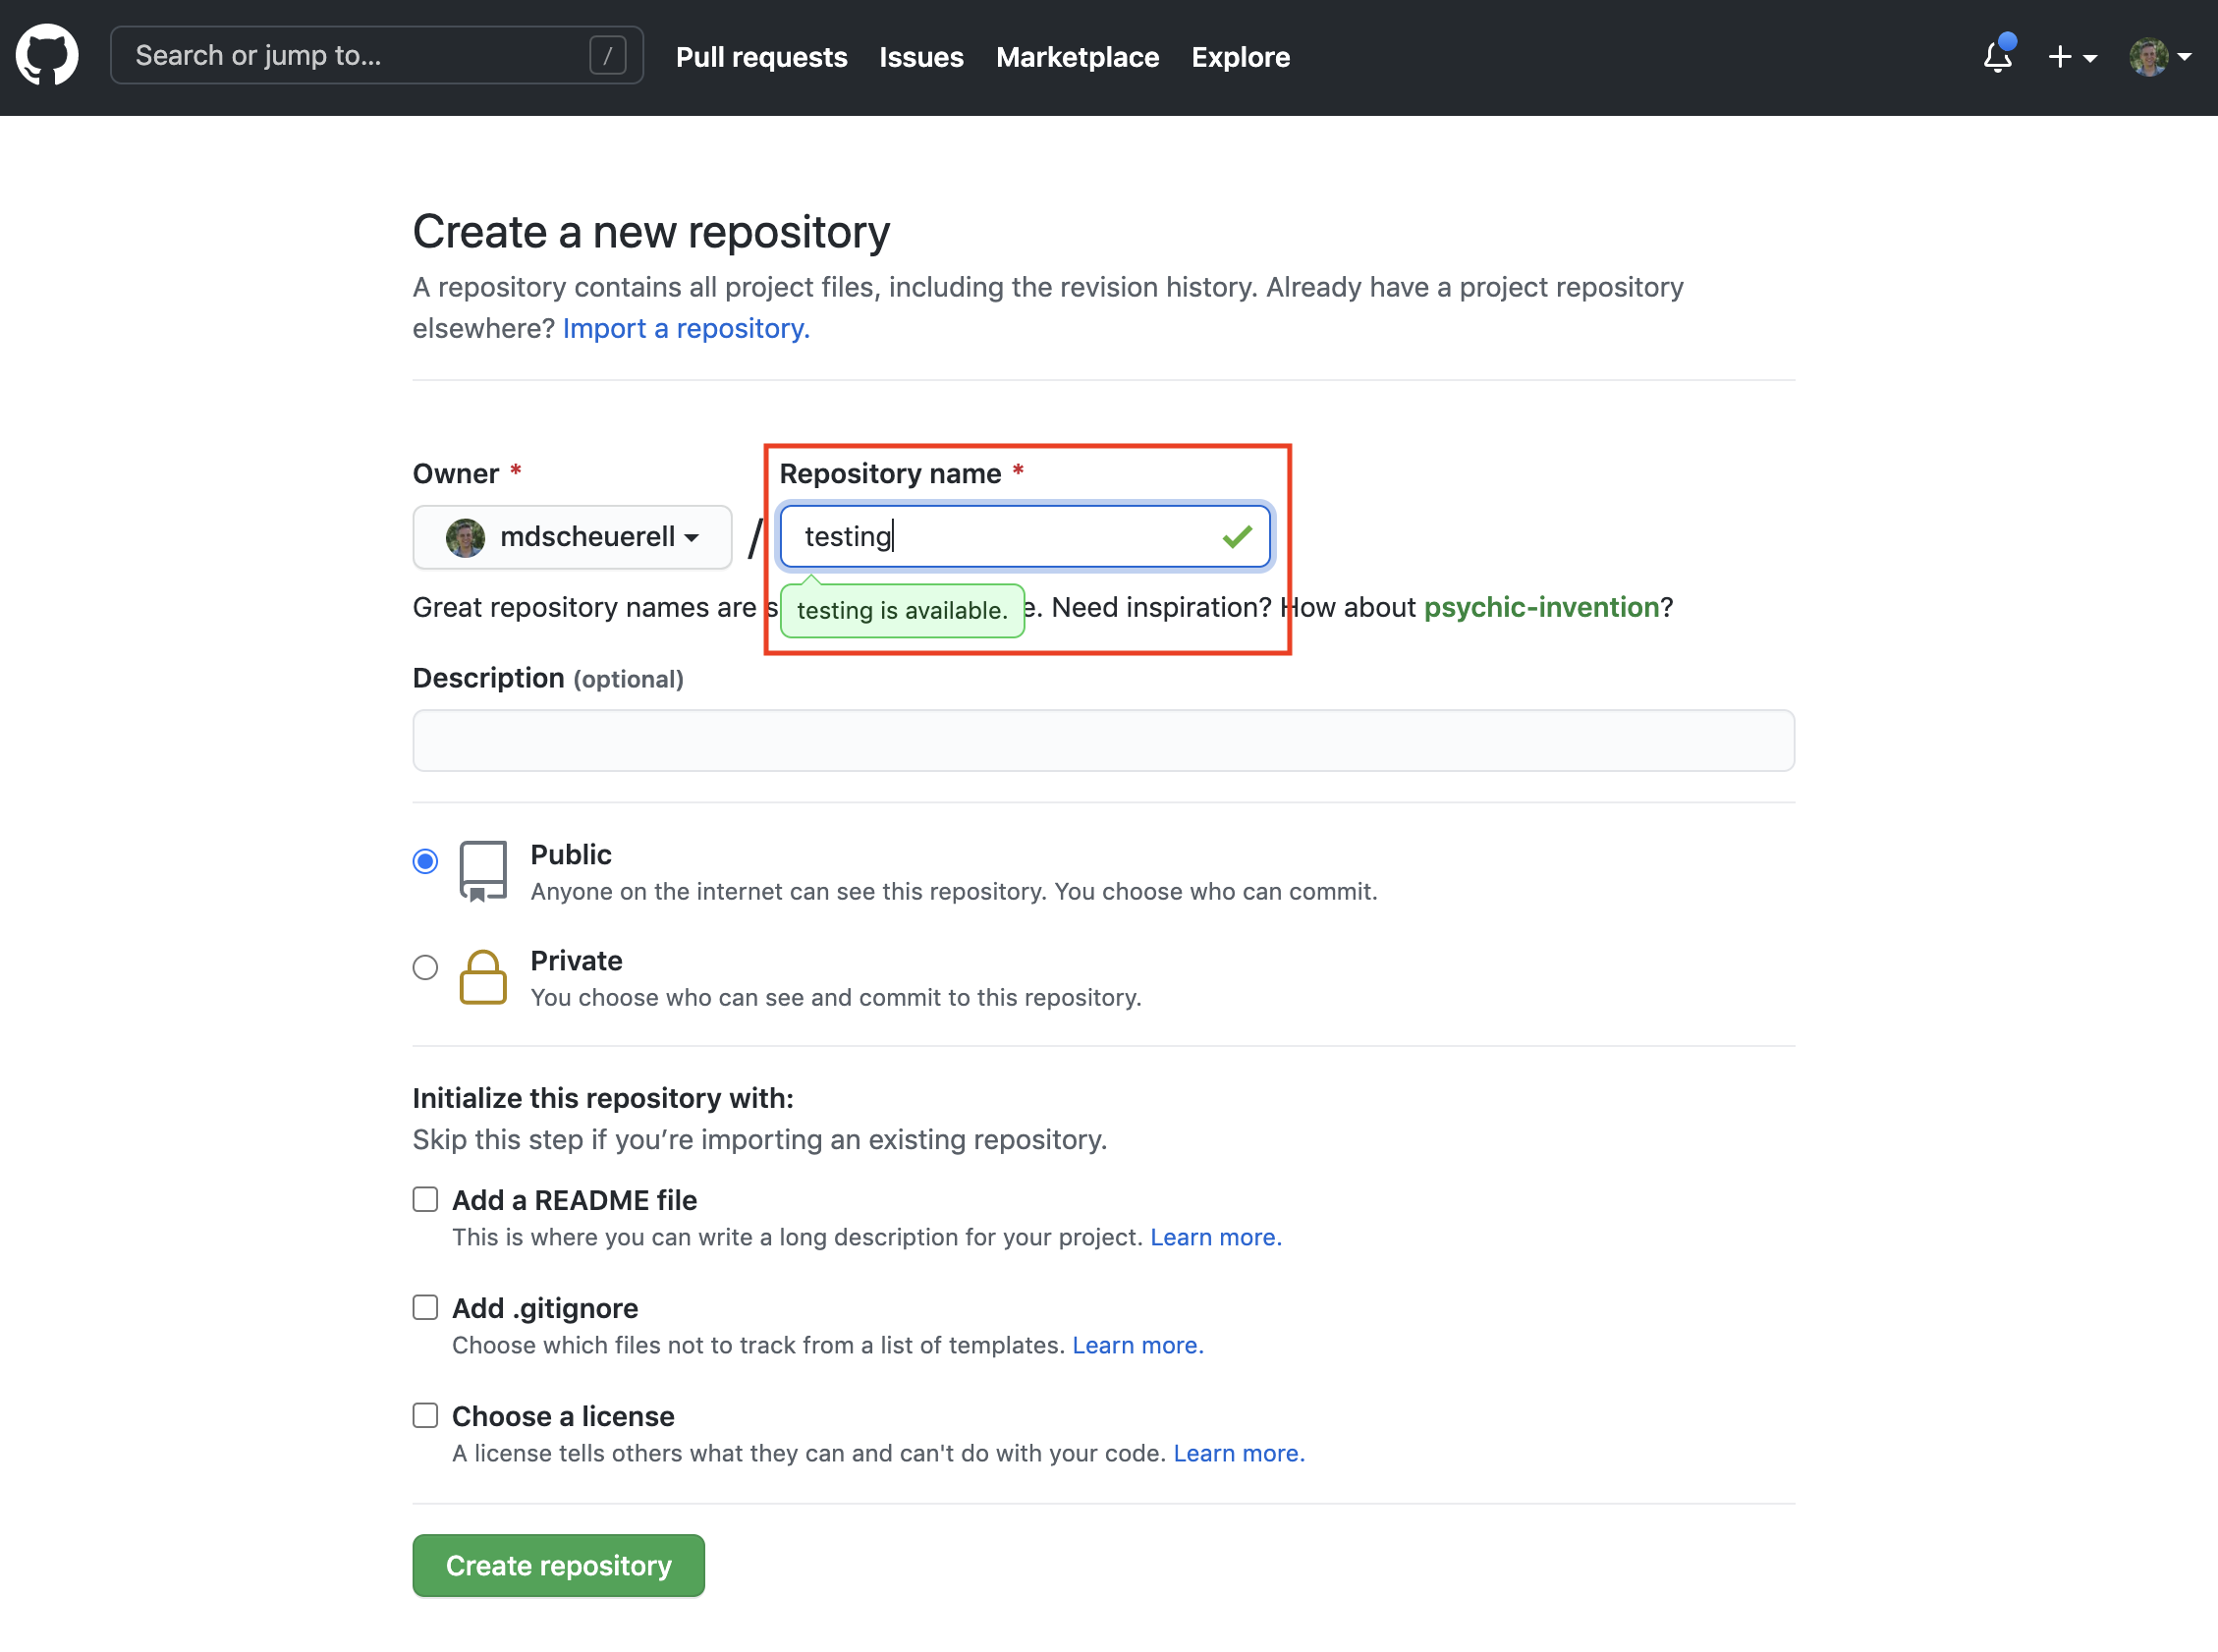 Search or jump to... /
Pull requests Issues Marketplace Explore
Create a new repository
A repository contains all project files, including the revision history. Already have a project repository
elsewhere? Import a repository.
Owner *
Repository name *
mdscheuerell / testing
Great repository names are s
testing is available.
e. Need inspiration? How about psychic-invention?
Description (optional)
Public
Anyone on the internet can see this repository. You choose who can commit.
Private
You choose who can see and commit to this repository.
Initialize this repository with:
Skip this step if you’re importing an existing repository.
Add a README file
This is where you can write a long description for your project. Learn more.
Add .gitignore
Choose which files not to track from a list of templates. Learn more.
Choose a license
A license tells others what they can and can't do with your code. Learn more.
Create repository